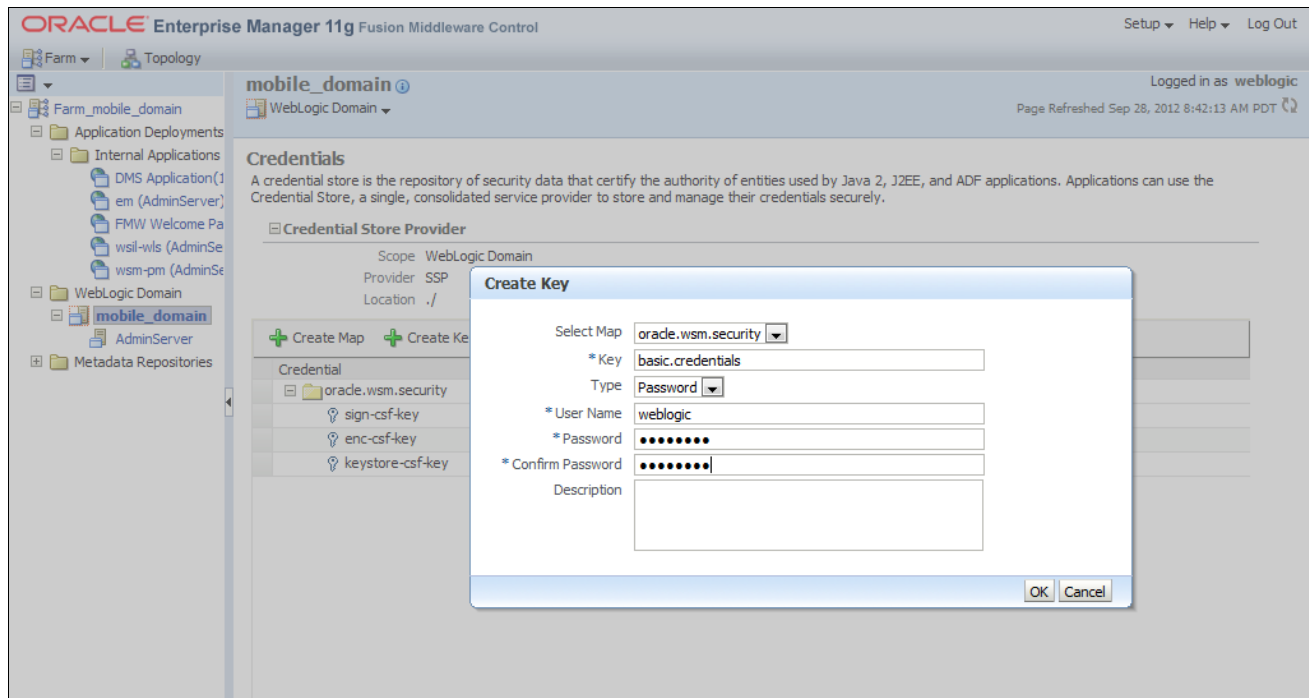 ORACLE Enterprise Manager 11g Fusion Middleware Control
Setup Help Log Out
Farm Topology
mobile_domain
Logged in as weblogic
WebLogic Domain
Page Refreshed Sep 28, 2012 8:42:13 AM PDT
Farm_mobile_domain
Application Deployments
Internal Applications
DMS Application(1
em (AdminServer)
FMW Welcome Pa
wsil-wls (AdminSe
wsm-pm (AdminSe
WebLogic Domain
mobile_domain
AdminServer
Metadata Repositories
Credentials
A credential store is the repository of security data that certify the authority of entities used by Java 2, J2EE, and ADF applications. Applications can use the
Credential Store, a single, consolidated service provider to store and manage their credentials securely.
Credential Store Provider
Scope WebLogic Domain
Provider SSP
Location ./
Create Map Create Ke
Credential
oracle.wsm.security
sign-csf-key
enc-csf-key
keystore-csf-key
Create Key
Select Map oracle.wsm.security
* Key basic.credentials
Type Password
* User Name weblogic
* Password ••••••••
* Confirm Password ••••••••
Description
OK Cancel